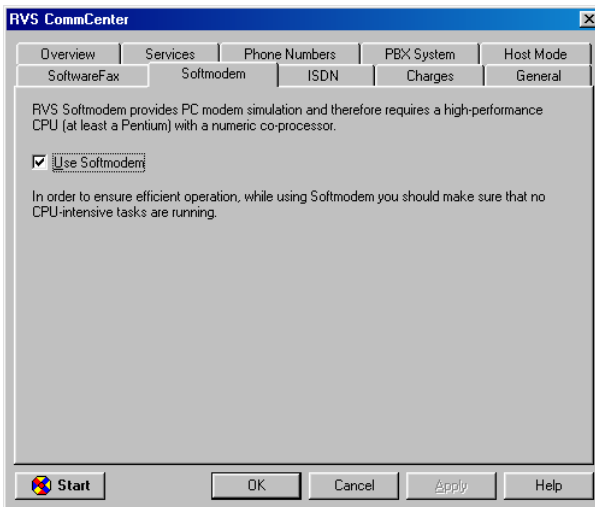 RVS CommCenter
Overview Services Phone Numbers PBX System Host Mode
SoftwareFax Softmodem ISDN Charges General
RVS Softmodem provides PC modem simulation and therefore requires a high-performance
CPU (at least a Pentium) with a numeric co-processor.
Use Softmodem
In order to ensure efficient operation, while using Softmodem you should make sure that no
CPU-intensive tasks are running.
Start OK Cancel Apply Help